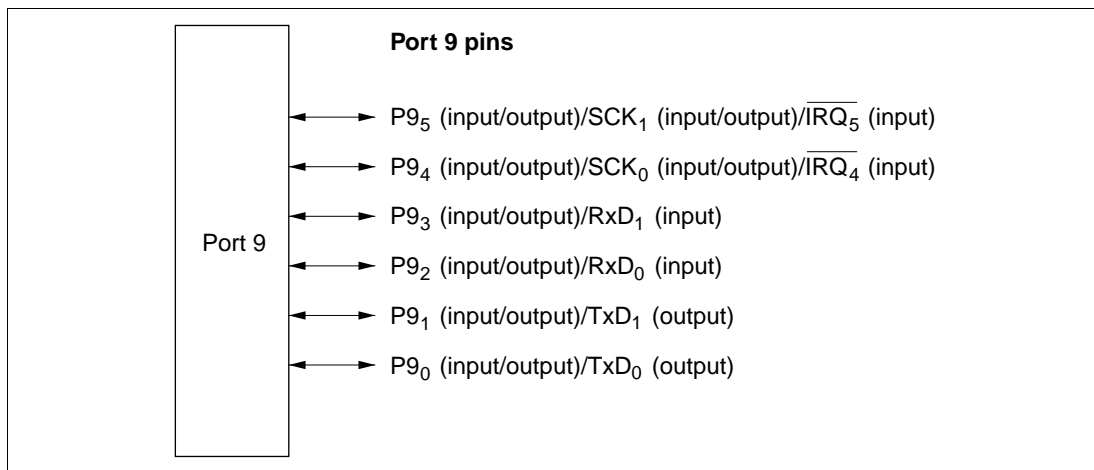 Port 9 pins
P9₅ (input/output)/SCK₁ (input/output)/I̅R̅Q̅₅ (input)
P9₄ (input/output)/SCK₀ (input/output)/I̅R̅Q̅₄ (input)
P9₃ (input/output)/RxD₁ (input)
Port 9
P9₂ (input/output)/RxD₀ (input)
P9₁ (input/output)/TxD₁ (output)
P9₀ (input/output)/TxD₀ (output)